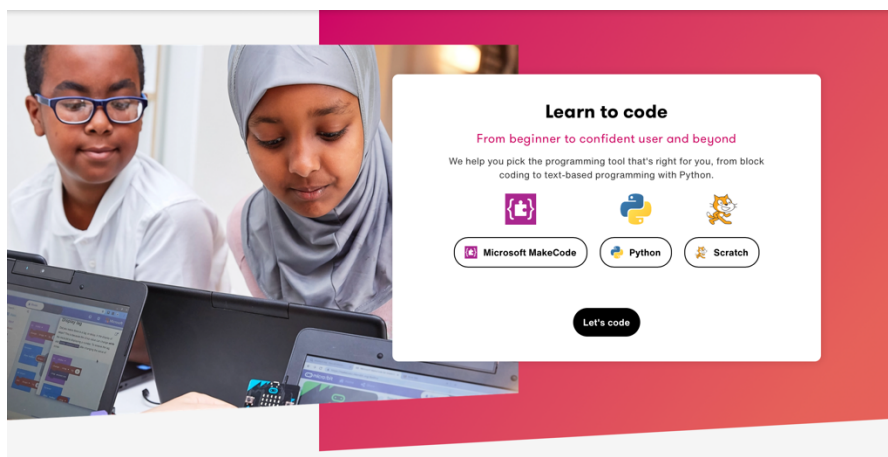 Learn to code
From beginner to confident user and beyond
We help you pick the programming tool that's right for you, from block
coding to text-based programming with Python.
Microsoft MakeCode
Python
Scratch
Let's code